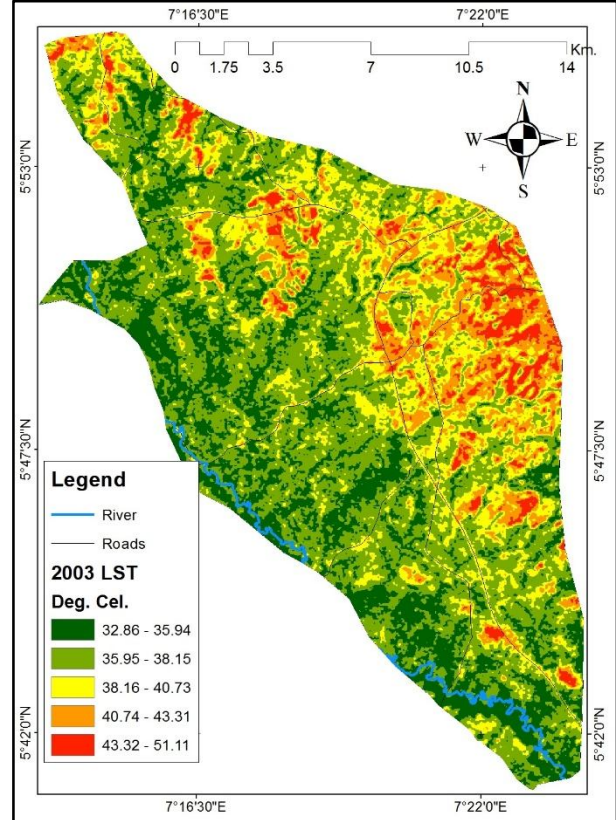 7°16'30"E 7°22'0"E
Km.
0 1.75 3.5 7 10.5 14
N
W E
S
5°53'0"N 5°53'0"N
5°47'30"N 5°47'30"N
Legend
River
Roads
2003 LST
Deg. Cel.
32.86 - 35.94
35.95 - 38.15
38.16 - 40.73
40.74 - 43.31
43.32 - 51.11
5°42'0"N 5°42'0"N
7°16'30"E 7°22'0"E